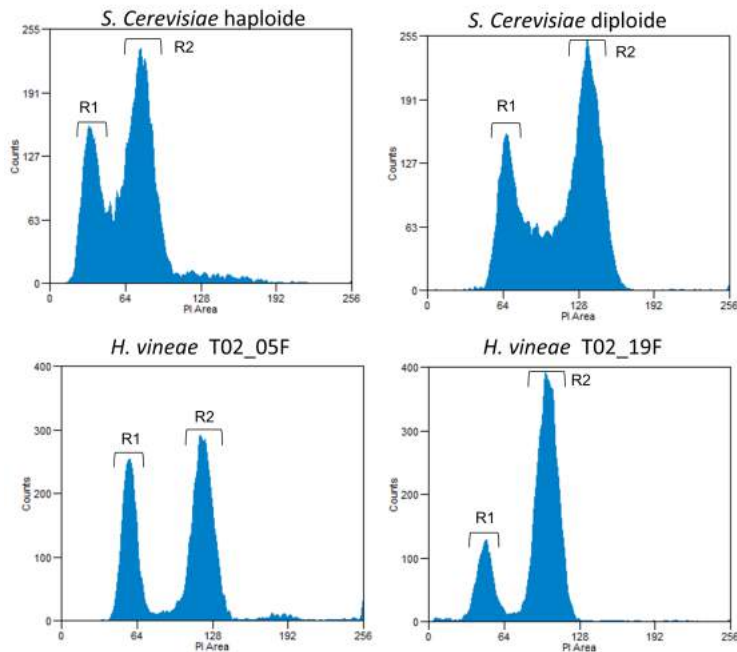 S. Cerevisiae haploide
255
191
127
63
0
Counts
R1
R2
0 64 128 192 256
PI Area
S. Cerevisiae diploide
255
191
127
63
0
Counts
R1
R2
0 64 128 192 256
PI Area
H. vineae T02_05F
400
300
200
100
0
Counts
R1
R2
0 64 128 192 256
PI Area
H. vineae T02_19F
400
300
200
100
0
Counts
R1
R2
0 64 128 192 256
PI Area